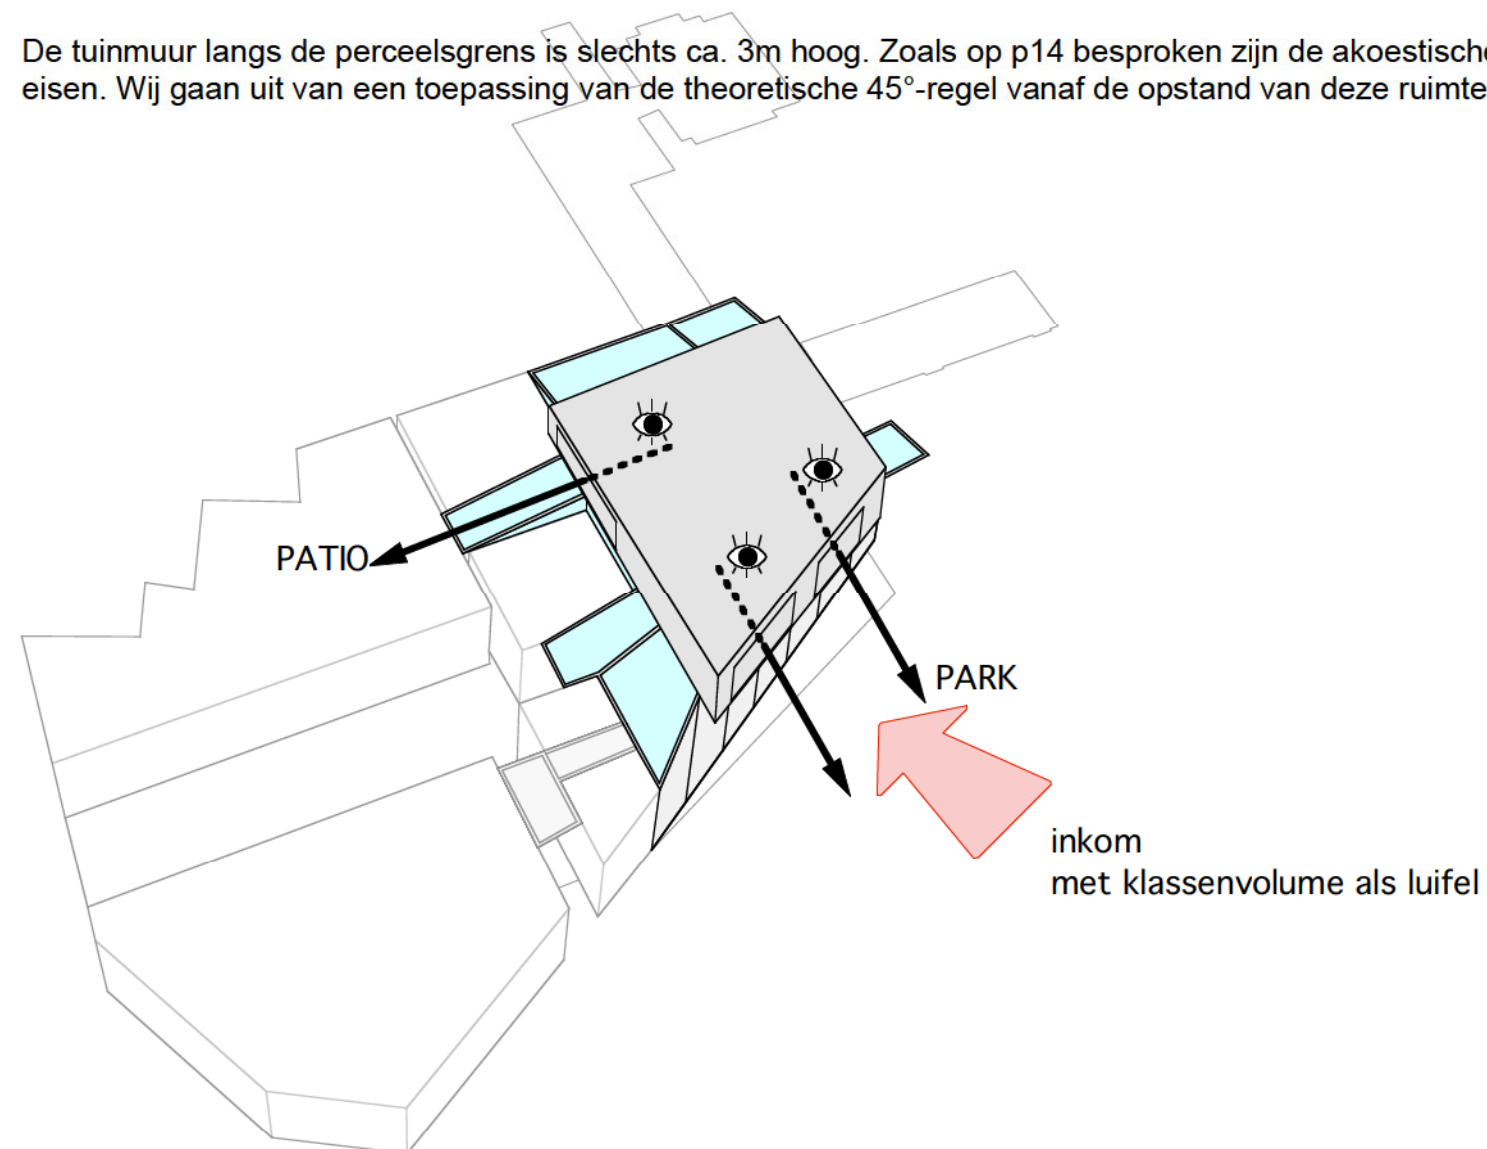 De tuinmuur langs de perceelsgrens is slechts ca. 3m hoog. Zoals op p14 besproken zijn de akoestische
eisen. Wij gaan uit van een toepassing van de theoretische 45°-regel vanaf de opstand van deze ruimte
PATIO
PARK
inkom
met klassenvolume als luifel